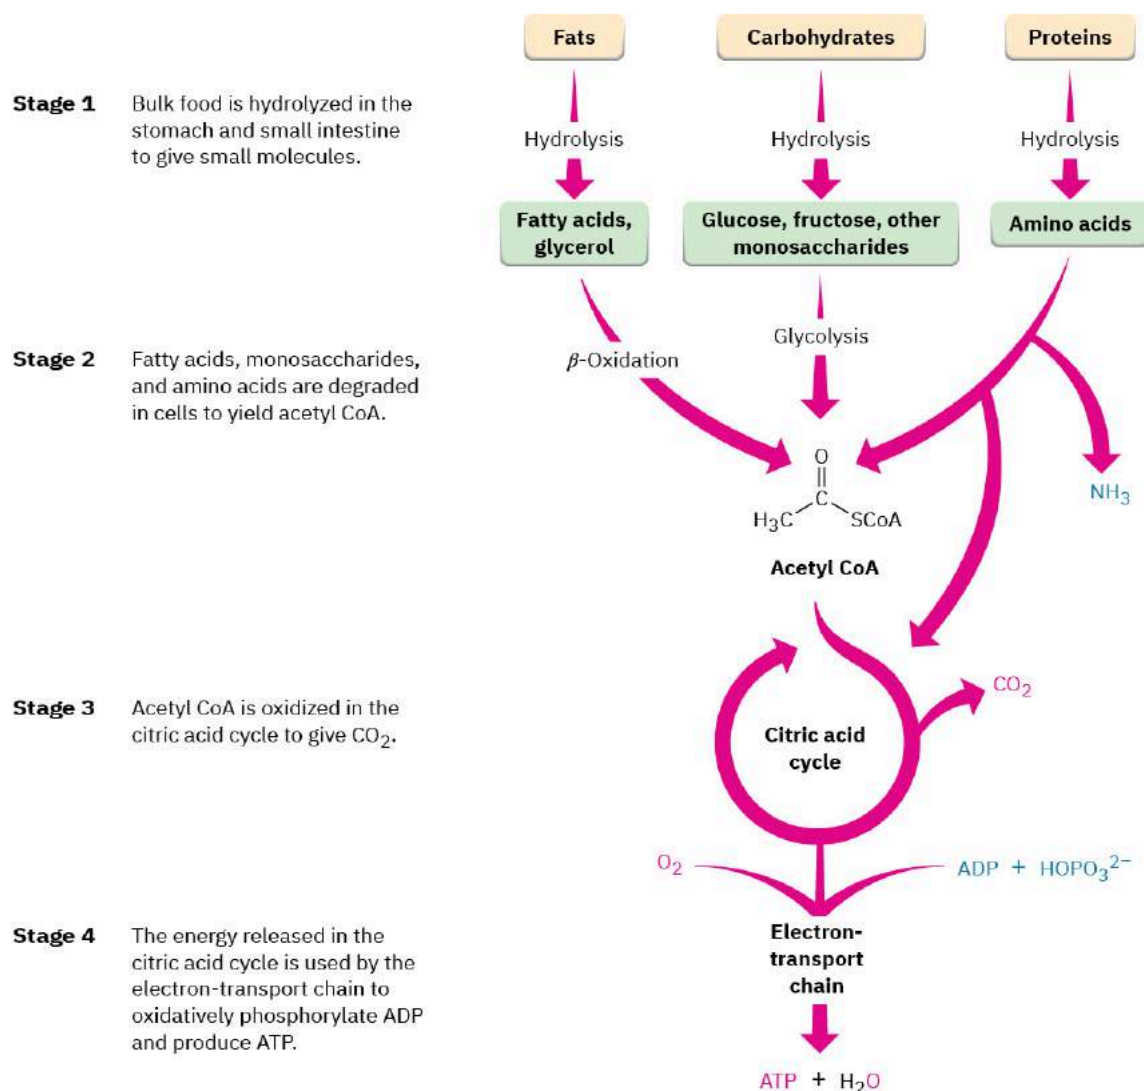 Fats
Carbohydrates
Proteins
Stage 1
Bulk food is hydrolyzed in the
stomach and small intestine
to give small molecules.
Hydrolysis
Hydrolysis
Hydrolysis
Fatty acids,
glycerol
Glucose, fructose, other
monosaccharides
Amino acids
Stage 2
Fatty acids, monosaccharides,
and amino acids are degraded
in cells to yield acetyl CoA.
β-Oxidation
Glycolysis
O
C
H₃C
SCoA
NH₃
Acetyl CoA
Stage 3
Acetyl CoA is oxidized in the
citric acid cycle to give CO₂.
CO₂
Citric acid
cycle
O₂
ADP + HOPO₃²⁻
Stage 4
The energy released in the
citric acid cycle is used by the
electron-transport chain to
oxidatively phosphorylate ADP
and produce ATP.
Electron-
transport
chain
ATP + H₂O